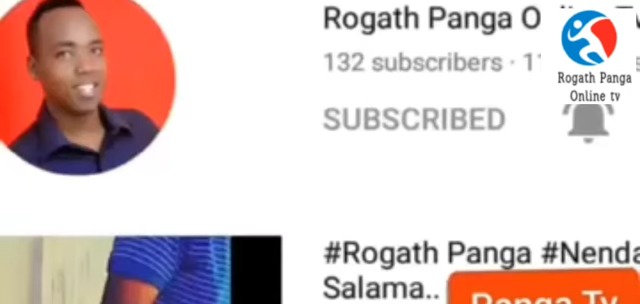 Rogath Panga
132 subscribers ·
SUBSCRIBED
Rogath Panga
Online tv
#Rogath Panga #Nenda
Salama..
Panga Tv